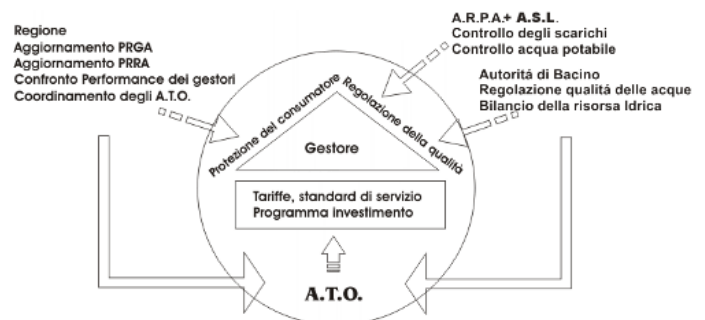 Regione
Aggiornamento PRGA
Aggiornamento PRRA
Confronto Performance dei gestori
Coordinamento degli A.T.O.
A.R.P.A+ A.S.L.
Controllo degli scarichi
Controllo acqua potabile
Autoritá di Bacino
Regolazione qualitá delle acque
Bilancio della risorsa Idrica
Protezione del consumatore
Regolazione della qualitá
Gestore
Tariffe, standard di servizio
Programma investimento
A.T.O.